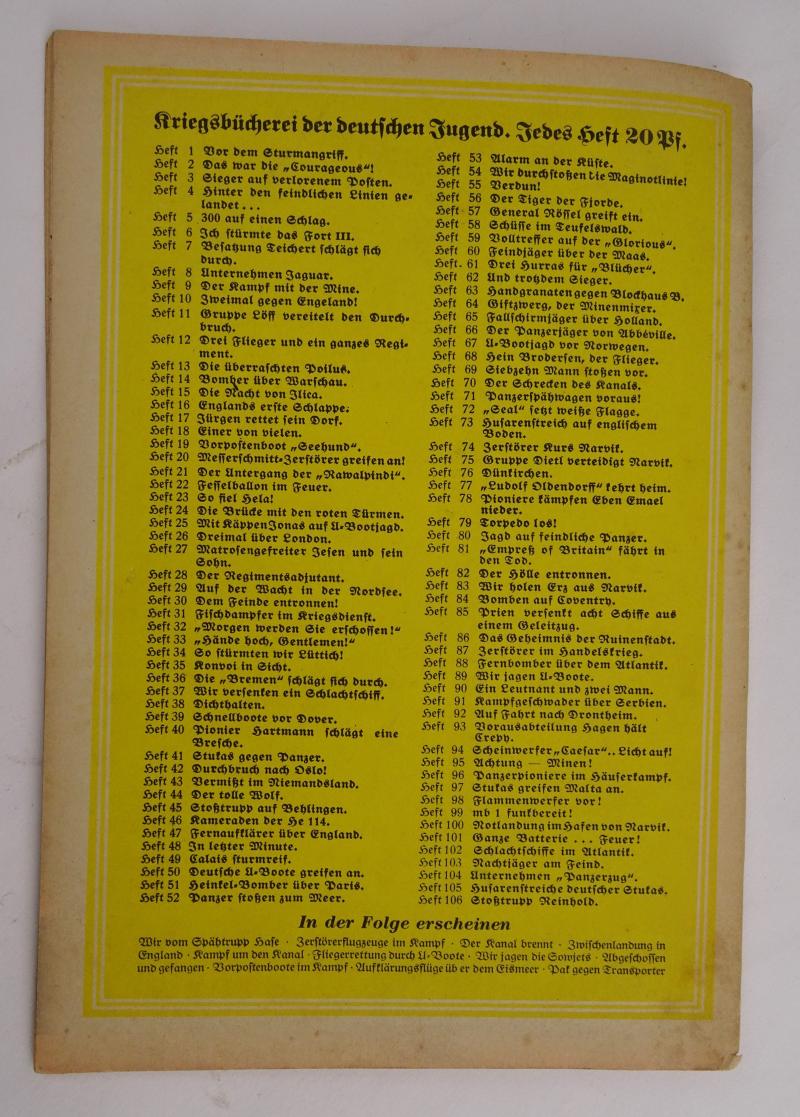 Kriegsbücherei der deutschen Jugend. Jedes Heft 20 Pf.
Heft 1 Vor dem Sturmangriff.
Heft 2 Das war die „Courageous“!
Heft 3 Sieger auf verlorenem Posten.
Heft 4 Hinter den feindlichen Linien ge-
landet ...
Heft 5 300 auf einen Schlag.
Heft 6 Ich stürmte das Fort III.
Heft 7 Besatzung Teichert schlägt sich
durch.
Heft 8 Unternehmen Jaguar.
Heft 9 Der Kampf mit der Mine.
Heft 10 Zweimal gegen Engeland!
Heft 11 Gruppe Löff vereitelt den Durch-
bruch.
Heft 12 Drei Flieger und ein ganzes Regi-
ment.
Heft 13 Die überraschten Poilus.
Heft 14 Bomber über Warschau.
Heft 15 Die Nacht von Ilica.
Heft 16 Englands erste Schlappe.
Heft 17 Jürgen rettet sein Dorf.
Heft 18 Einer von vielen.
Heft 19 Vorpostenboot „Seehund“.
Heft 20 Messerschmitt-Zerstörer greifen an!
Heft 21 Der Untergang der „Rawalpindi“.
Heft 22 Fesselballon im Feuer.
Heft 23 So fiel Hela!
Heft 24 Die Brücke mit den roten Türmen.
Heft 25 Mit Käppen Jonas auf U-Bootjagd.
Heft 26 Dreimal über London.
Heft 27 Matrosengefreiter Jesen und sein
Sohn.
Heft 28 Der Regimentsadjutant.
Heft 29 Auf der Wacht in der Nordsee.
Heft 30 Dem Feinde entronnen!
Heft 31 Fischdampfer im Kriegsdienst.
Heft 32 „Morgen werden Sie erschossen!“
Heft 33 „Hände hoch, Gentlemen!“
Heft 34 So stürmten wir Lüttich!
Heft 35 Konvoi in Sicht.
Heft 36 Die „Bremen“ schlägt sich durch.
Heft 37 Wir versenken ein Schlachtschiff.
Heft 38 Dichthalten.
Heft 39 Schnellboote vor Dover.
Heft 40 Pionier Hartmann schlägt eine
Bresche.
Heft 41 Stukas gegen Panzer.
Heft 42 Durchbruch nach Oslo!
Heft 43 Vermißt im Niemandsland.
Heft 44 Der tolle Wolf.
Heft 45 Stoßtrupp auf Behlingen.
Heft 46 Kameraden der He 114.
Heft 47 Fernaufklärer über England.
Heft 48 In letzter Minute.
Heft 49 Calais sturmreif.
Heft 50 Deutsche U-Boote greifen an.
Heft 51 Heinkel-Bomber über Paris.
Heft 52 Panzer stoßen zum Meer.
Heft 53 Alarm an der Küste.
Heft 54 Wir durchstoßen die Maginotlinie!
Heft 55 Verdun!
Heft 56 Der Tiger der Fjorde.
Heft 57 General Rössel greift ein.
Heft 58 Schüsse im Teufelswald.
Heft 59 Volltreffer auf der „Glorious“.
Heft 60 Feindjäger über der Maas.
Heft 61 Drei Hurras für „Blücher“.
Heft 62 Und trotzdem Sieger.
Heft 63 Handgranaten gegen Blockhaus B.
Heft 64 Giftzwerg, der Minenmixer.
Heft 65 Fallschirmjäger über Holland.
Heft 66 Der Panzerjäger von Abbéville.
Heft 67 U-Bootjagd vor Norwegen.
Heft 68 Hein Brodersen, der Flieger.
Heft 69 Siebzehn Mann stoßen vor.
Heft 70 Der Schrecken des Kanals.
Heft 71 Panzerspähwagen voraus!
Heft 72 „Seal“ setzt weiße Flagge.
Heft 73 Husarenstreich auf englischem
Boden.
Heft 74 Zerstörer Kurs Narvik.
Heft 75 Gruppe Dietl verteidigt Narvik.
Heft 76 Dünkirchen.
Heft 77 „Ludolf Oldendorff“ kehrt heim.
Heft 78 Pioniere kämpfen Eben Emael
nieder.
Heft 79 Torpedo los!
Heft 80 Jagd auf feindliche Panzer.
Heft 81 „Empreß of Britain“ fährt in
den Tod.
Heft 82 Der Hölle entronnen.
Heft 83 Wir holen Erz aus Narvik.
Heft 84 Bomben auf Coventry.
Heft 85 Prien versenkt acht Schiffe aus
einem Geleitzug.
Heft 86 Das Geheimnis der Ruinenstadt.
Heft 87 Zerstörer im Handelskrieg.
Heft 88 Fernbomber über dem Atlantik.
Heft 89 Wir jagen U-Boote.
Heft 90 Ein Leutnant und zwei Mann.
Heft 91 Kampfgeschwader über Serbien.
Heft 92 Auf Fahrt nach Drontheim.
Heft 93 Vorausabteilung Hagen hält
Crepy.
Heft 94 Scheinwerfer „Caesar“.. Licht auf!
Heft 95 Achtung — Minen!
Heft 96 Panzerpioniere im Häuserkampf.
Heft 97 Stukas greifen Malta an.
Heft 98 Flammenwerfer vor!
Heft 99 mb 1 funkbereit!
Heft 100 Notlandung im Hafen von Narvik.
Heft 101 Ganze Batterie ... Feuer!
Heft 102 Schlachtschiffe im Atlantik.
Heft 103 Nachtjäger am Feind.
Heft 104 Unternehmen „Panzerzug“.
Heft 105 Husarenstreiche deutscher Stukas.
Heft 106 Stoßtrupp Reinhold.
In der Folge erscheinen
Wir vom Spähtrupp Hase · Zerstörerflugzeuge im Kampf · Der Kanal brennt · Zwischenlandung in
England · Kampf um den Kanal · Fliegerrettung durch U-Boote · Wir jagen die Sowjets · Abgeschossen
und gefangen · Vorpostenboote im Kampf · Aufklärungsflüge über dem Eismeer · Pak gegen Transporter